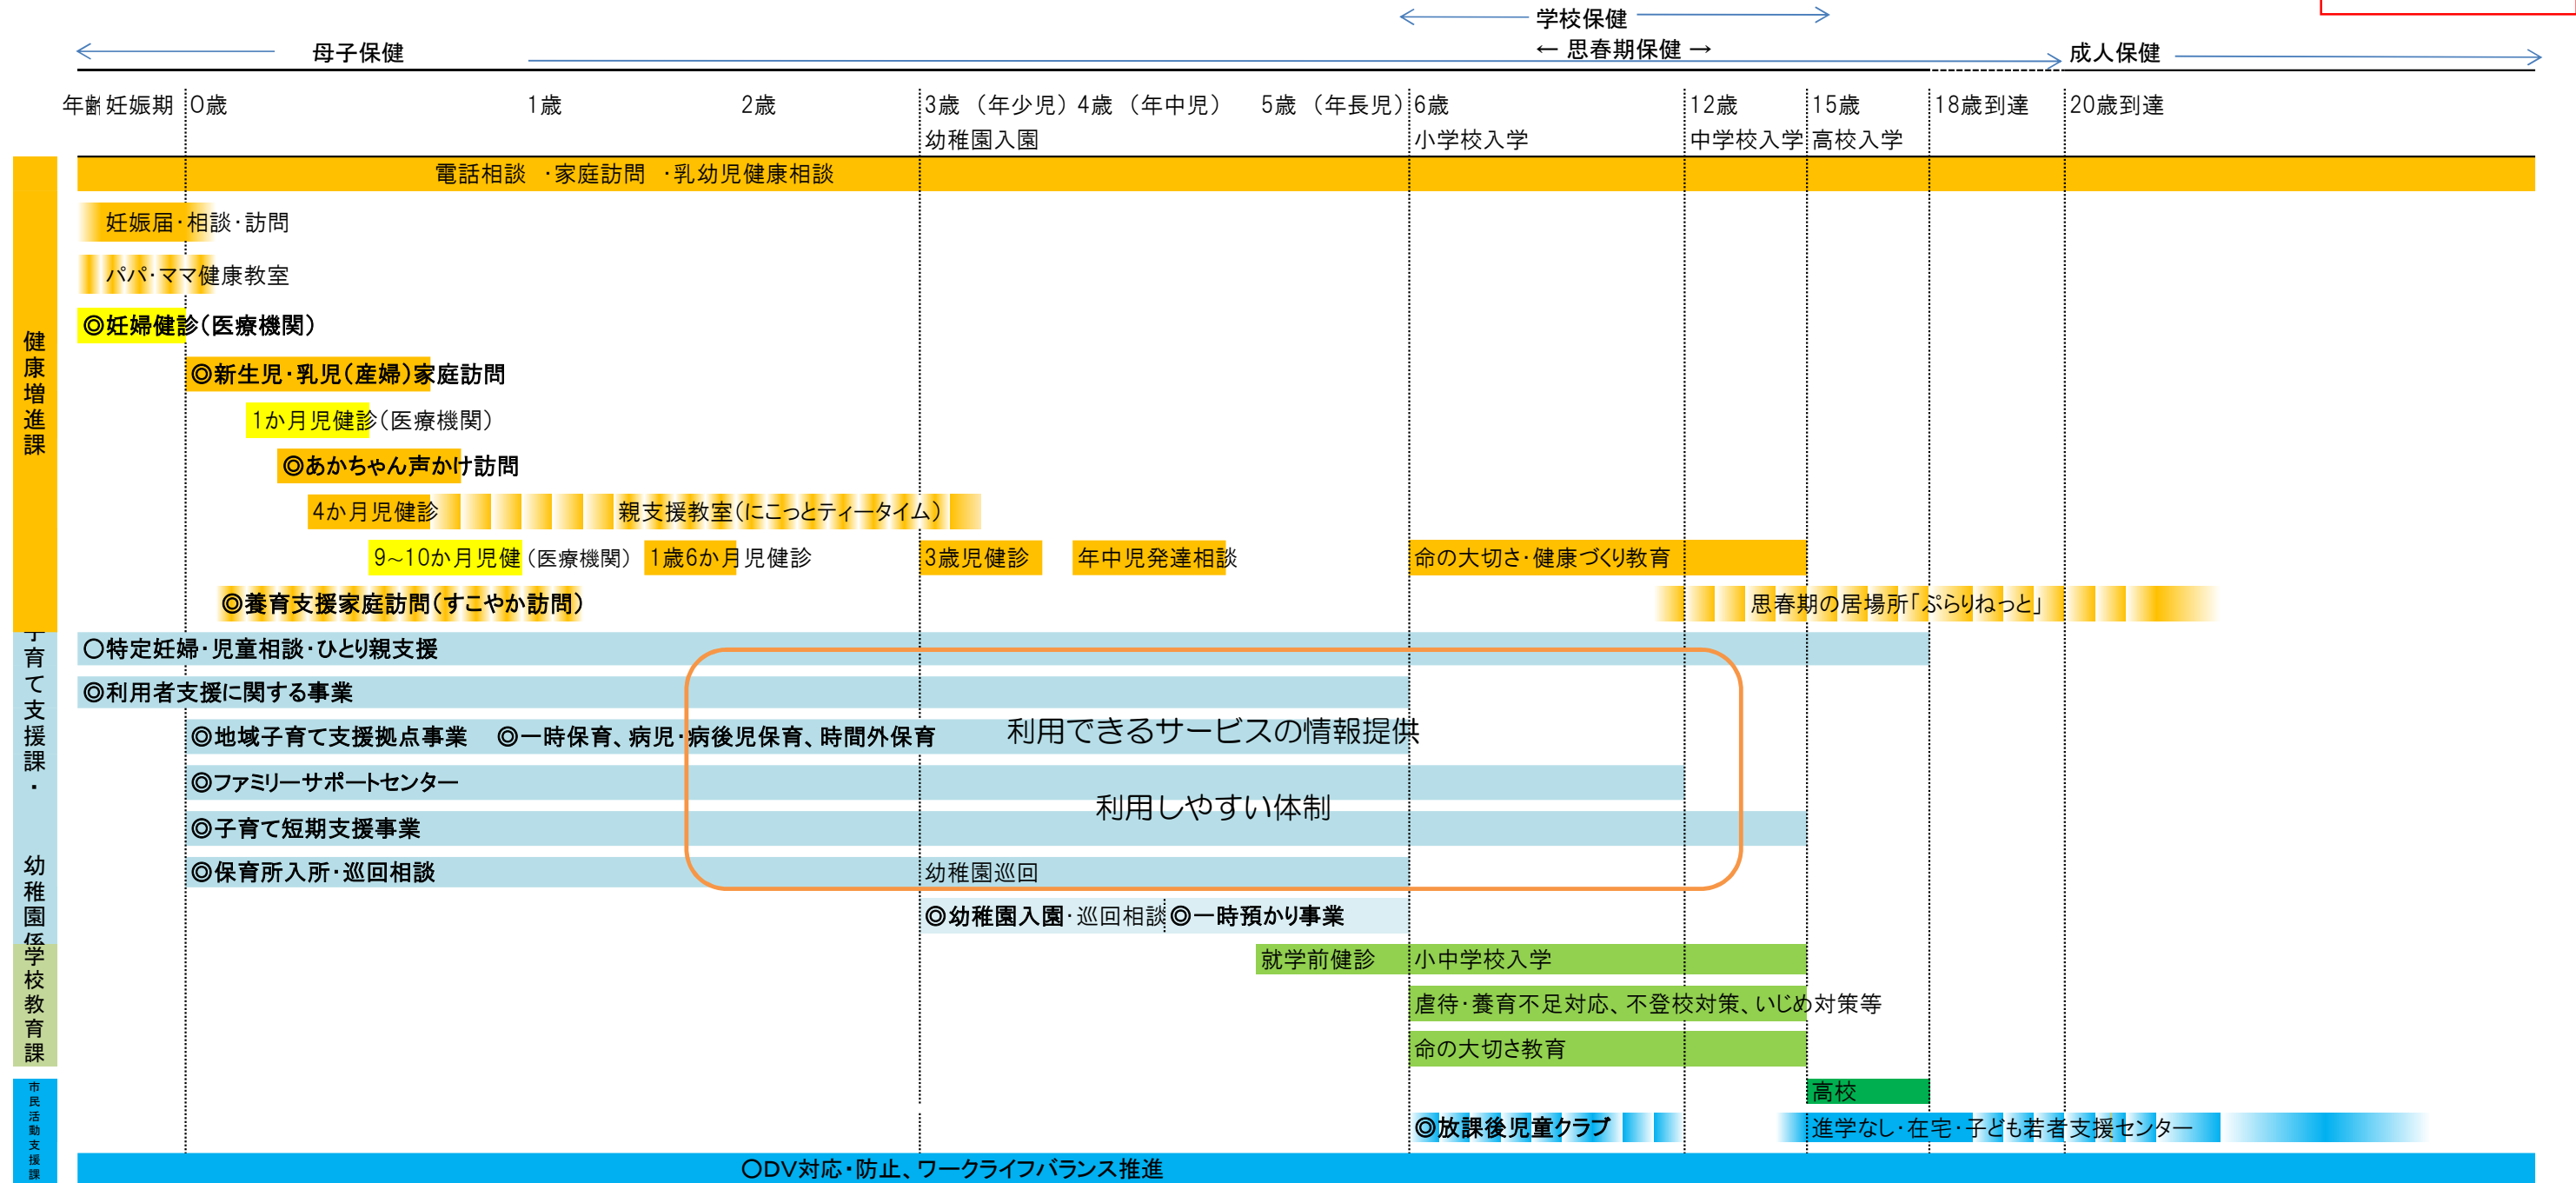 ← 学校保健 →
← 母子保健 → ← 思春期保健 → 成人保健 →
年齢 妊娠期 0歳 1歳 2歳 3歳（年少児） 4歳（年中児） 5歳（年長児） 6歳 12歳 15歳 18歳到達 20歳到達
幼稚園入園 小学校入学 中学校入学 高校入学
健康増進課
電話相談 ・家庭訪問 ・乳幼児健康相談
妊娠届・相談・訪問
パパ・ママ健康教室
◎妊婦健診（医療機関）
◎新生児・乳児（産婦）家庭訪問
1か月児健診（医療機関）
◎あかちゃん声かけ訪問
4か月児健診 親支援教室（にこっとティータイム）
9~10か月児健（医療機関） 1歳6か月児健診 3歳児健診 年中児発達相談 命の大切さ・健康づくり教育
◎養育支援家庭訪問（すこやか訪問） 思春期の居場所「ぷらりねっと」
子育て支援課・
幼稚園係
○特定妊婦・児童相談・ひとり親支援
◎利用者支援に関する事業
◎地域子育て支援拠点事業 ◎一時保育、病児・病後児保育、時間外保育 利用できるサービスの情報提供
◎ファミリーサポートセンター
利用しやすい体制
◎子育て短期支援事業
◎保育所入所・巡回相談 幼稚園巡回
◎幼稚園入園・巡回相談 ◎一時預かり事業
学校教育課
就学前健診 小中学校入学
虐待・養育不足対応、不登校対策、いじめ対策等
命の大切さ教育
市民活動支援課
高校
◎放課後児童クラブ 進学なし・在宅・子ども若者支援センター
○DV対応・防止、ワークライフバランス推進